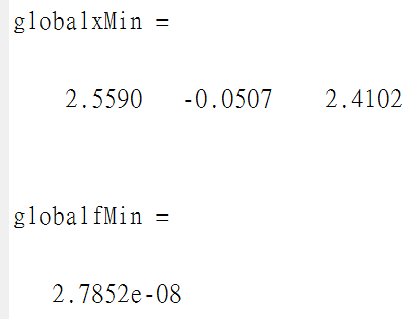 globalxMin =
2.5590 -0.0507 2.4102
globalfMin =
2.7852e-08